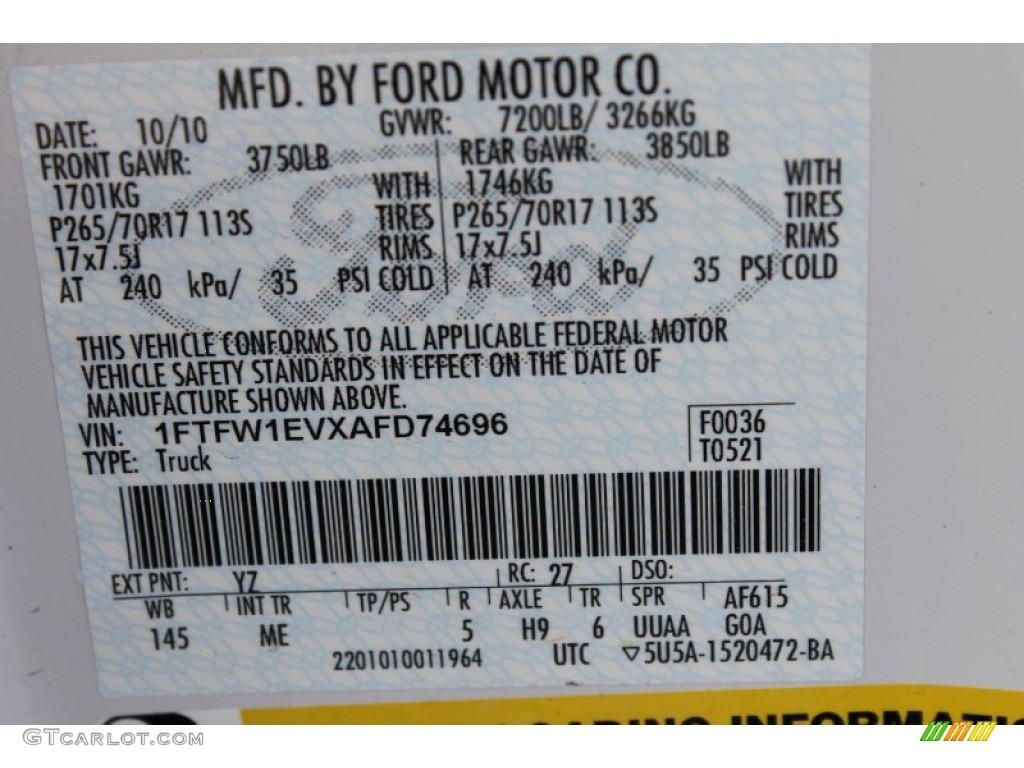 MFD. BY FORD MOTOR CO.
DATE: 10/10 GVWR: 7200LB/ 3266KG
FRONT GAWR: 3750LB REAR GAWR: 3850LB
1701KG WITH 1746KG WITH
P265/70R17 113S TIRES P265/70R17 113S TIRES
17x7.5J RIMS 17x7.5J RIMS
AT 240 kPa/ 35 PSI COLD AT 240 kPa/ 35 PSI COLD
Ford
THIS VEHICLE CONFORMS TO ALL APPLICABLE FEDERAL MOTOR
VEHICLE SAFETY STANDARDS IN EFFECT ON THE DATE OF
MANUFACTURE SHOWN ABOVE.
VIN: 1FTFW1EVXAFD74696 F0036
TYPE: Truck T0521
EXT PNT: YZ RC: 27 DSO:
WB INT TR TP/PS R AXLE TR SPR AF615
145 ME 5 H9 6 UUAA GOA
2201010011964 UTC ▽5U5A-1520472-BA
INFORMATIO
GTcarlot.com